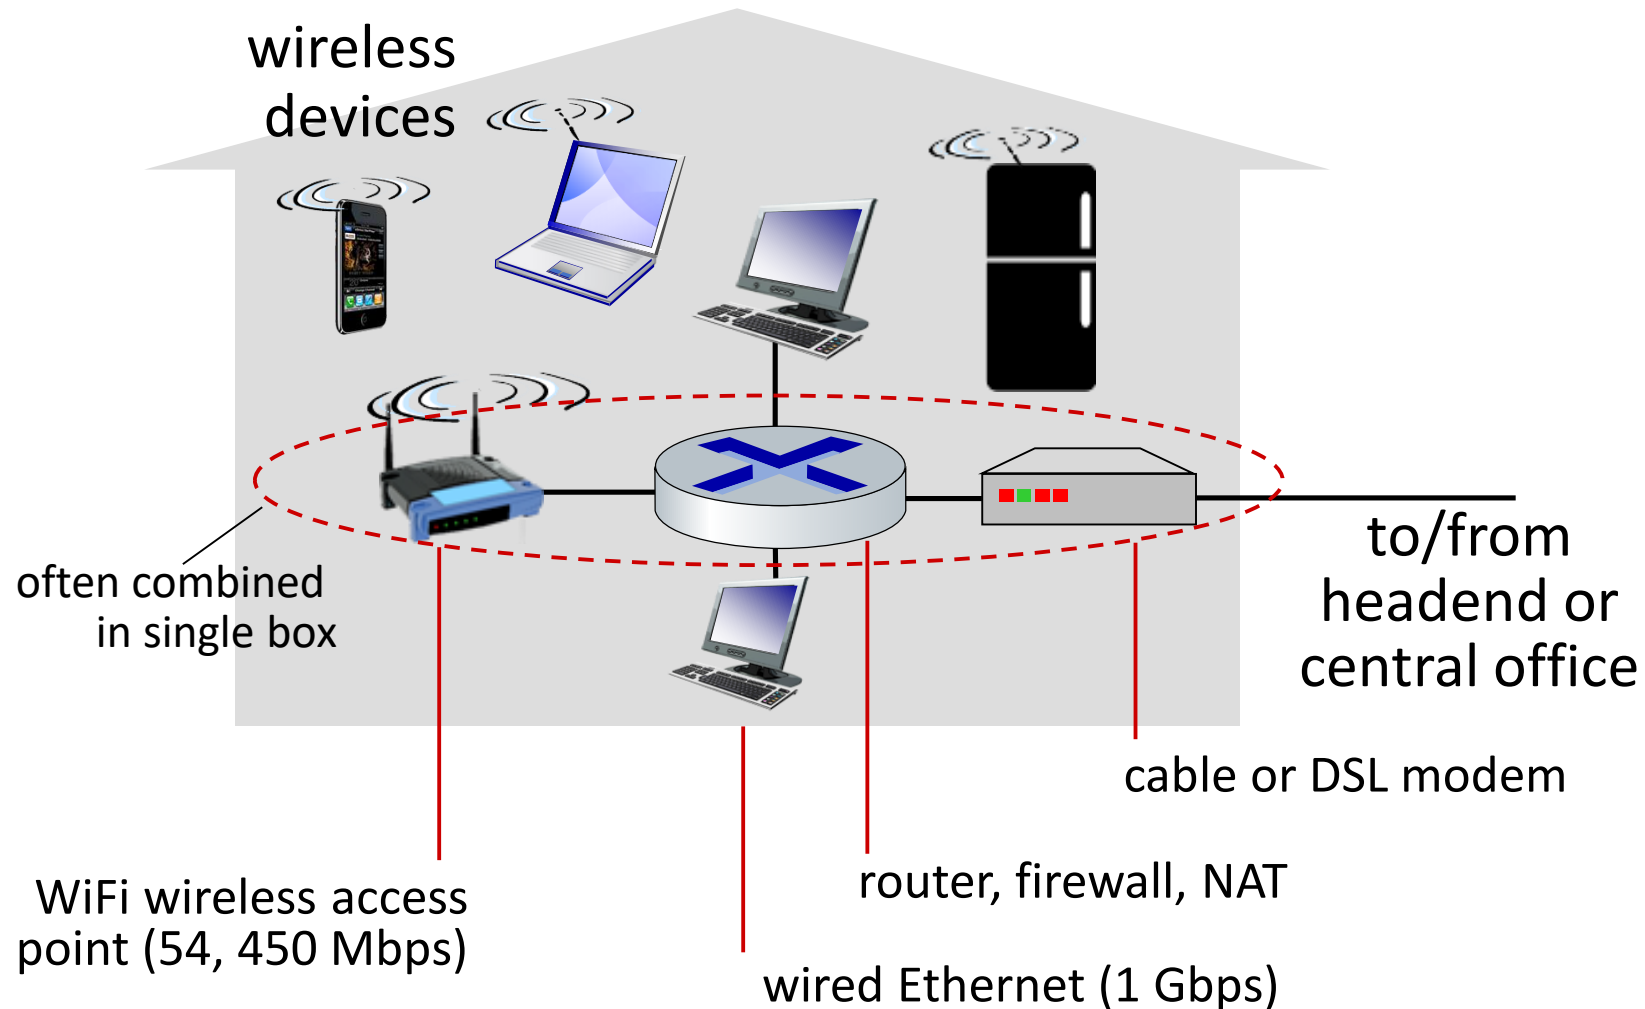 wireless
devices
often combined
in single box
to/from
headend or
central office
cable or DSL modem
router, firewall, NAT
WiFi wireless access
point (54, 450 Mbps)
wired Ethernet (1 Gbps)